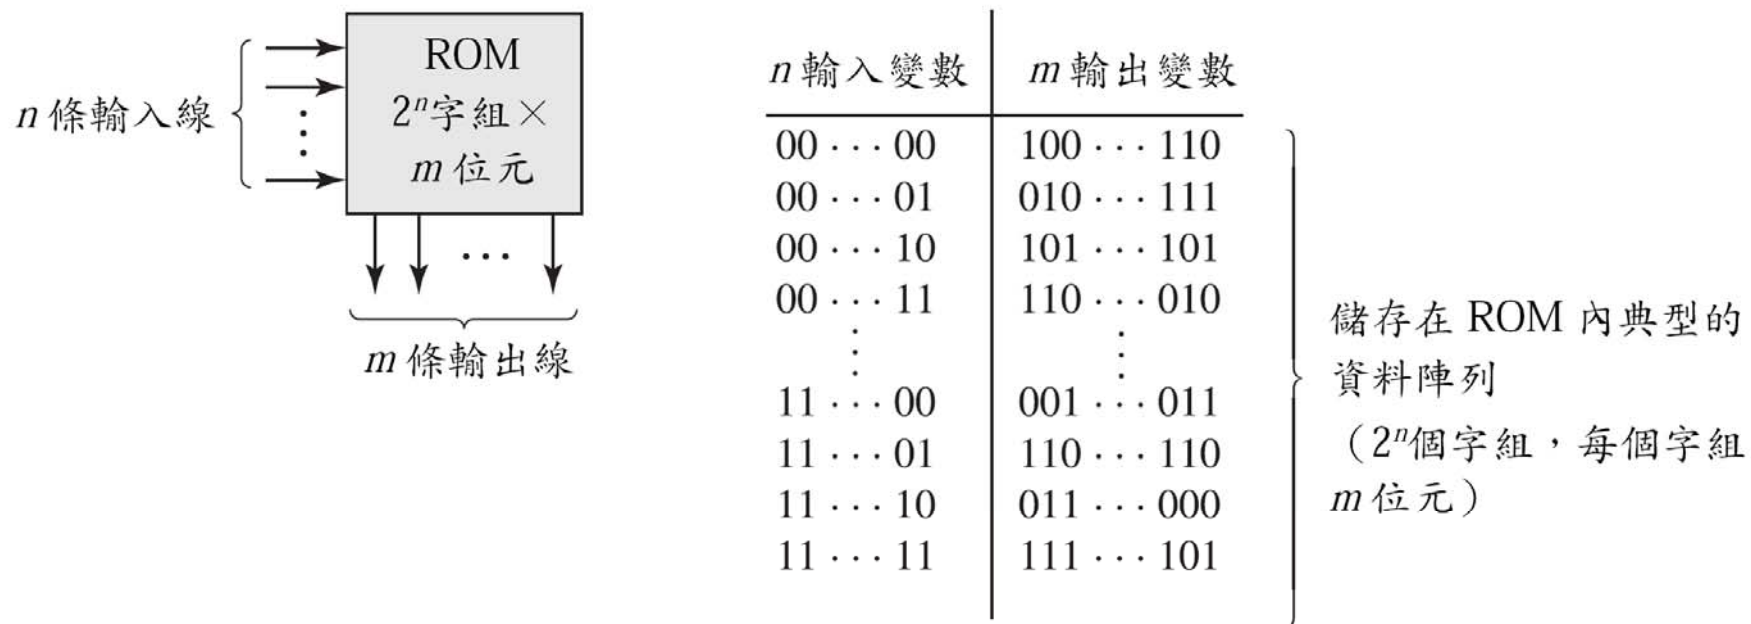 n 條輸入線
ROM
2ⁿ字組×
m 位元
···
m 條輸出線
n 輸入變數 m 輸出變數
00 ··· 00 100 ··· 110
00 ··· 01 010 ··· 111
00 ··· 10 101 ··· 101
00 ··· 11 110 ··· 010
11 ··· 00 001 ··· 011
11 ··· 01 110 ··· 110
11 ··· 10 011 ··· 000
11 ··· 11 111 ··· 101
儲存在 ROM 內典型的
資料陣列
（2ⁿ個字組，每個字組
m 位元）